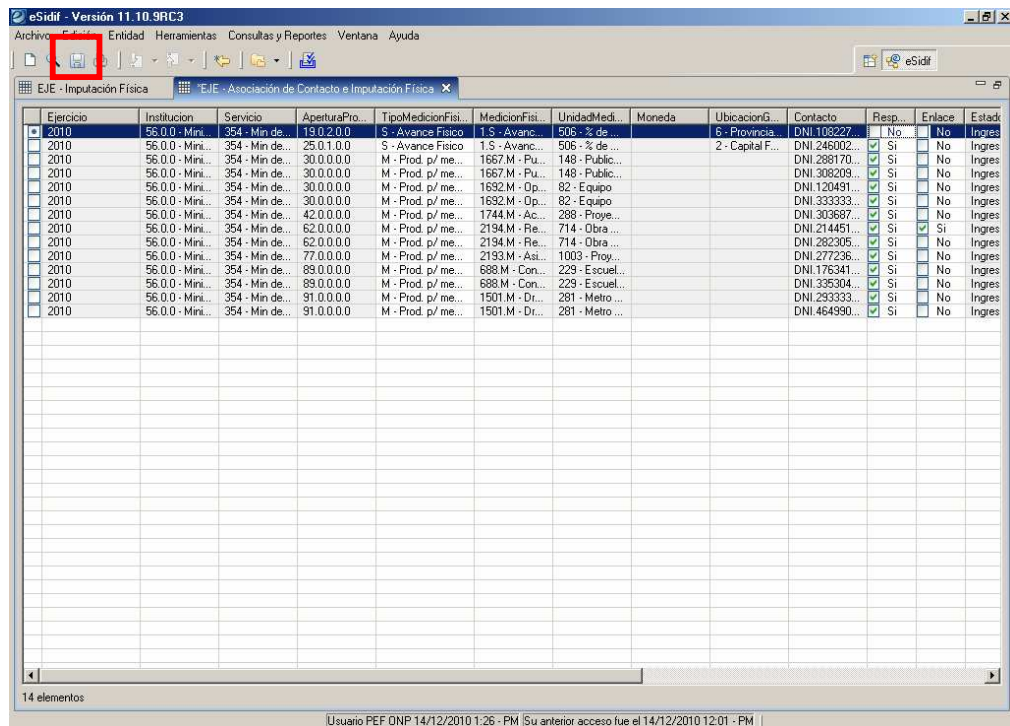 eSidif - Versión 11.10.9RC3
Archivo Edición Entidad Herramientas Consultas y Reportes Ventana Ayuda
eSidif
EJE - Imputación Física *EJE - Asociación de Contacto e Imputación Física
Ejercicio Institucion Servicio AperturaPro... TipoMedicionFisi... MedicionFisi... UnidadMedi... Moneda UbicacionG... Contacto Resp... Enlace Estado
2010 56.0.0 - Mini... 354 - Min de... 19.0.2.0.0 S - Avance Fisico 1.S - Avanc... 506 - % de ... 6 - Provincia... DNI.108227... No No Ingres
2010 56.0.0 - Mini... 354 - Min de... 25.0.1.0.0 S - Avance Fisico 1.S - Avanc... 506 - % de ... 2 - Capital F... DNI.246002... Si No Ingres
2010 56.0.0 - Mini... 354 - Min de... 30.0.0.0.0 M - Prod. p/ me... 1667.M - Pu... 148 - Public... DNI.288170... Si No Ingres
2010 56.0.0 - Mini... 354 - Min de... 30.0.0.0.0 M - Prod. p/ me... 1667.M - Pu... 148 - Public... DNI.308209... Si No Ingres
2010 56.0.0 - Mini... 354 - Min de... 30.0.0.0.0 M - Prod. p/ me... 1692.M - Op... 82 - Equipo DNI.120491... Si No Ingres
2010 56.0.0 - Mini... 354 - Min de... 30.0.0.0.0 M - Prod. p/ me... 1692.M - Op... 82 - Equipo DNI.333333... Si No Ingres
2010 56.0.0 - Mini... 354 - Min de... 42.0.0.0.0 M - Prod. p/ me... 1744.M - Ac... 288 - Proye... DNI.303687... Si No Ingres
2010 56.0.0 - Mini... 354 - Min de... 62.0.0.0.0 M - Prod. p/ me... 2194.M - Re... 714 - Obra ... DNI.214451... Si Si Ingres
2010 56.0.0 - Mini... 354 - Min de... 62.0.0.0.0 M - Prod. p/ me... 2194.M - Re... 714 - Obra ... DNI.282305... Si No Ingres
2010 56.0.0 - Mini... 354 - Min de... 77.0.0.0.0 M - Prod. p/ me... 2193.M - Asi... 1003 - Proy... DNI.277236... Si No Ingres
2010 56.0.0 - Mini... 354 - Min de... 89.0.0.0.0 M - Prod. p/ me... 688.M - Con... 229 - Escuel... DNI.176341... Si No Ingres
2010 56.0.0 - Mini... 354 - Min de... 89.0.0.0.0 M - Prod. p/ me... 688.M - Con... 229 - Escuel... DNI.335304... Si No Ingres
2010 56.0.0 - Mini... 354 - Min de... 91.0.0.0.0 M - Prod. p/ me... 1501.M - Dr... 281 - Metro ... DNI.293333... Si No Ingres
2010 56.0.0 - Mini... 354 - Min de... 91.0.0.0.0 M - Prod. p/ me... 1501.M - Dr... 281 - Metro ... DNI.464990... Si No Ingres
14 elementos
Usuario PEF ONP 14/12/2010 1:26 - PM Su anterior acceso fue el 14/12/2010 12:01 - PM